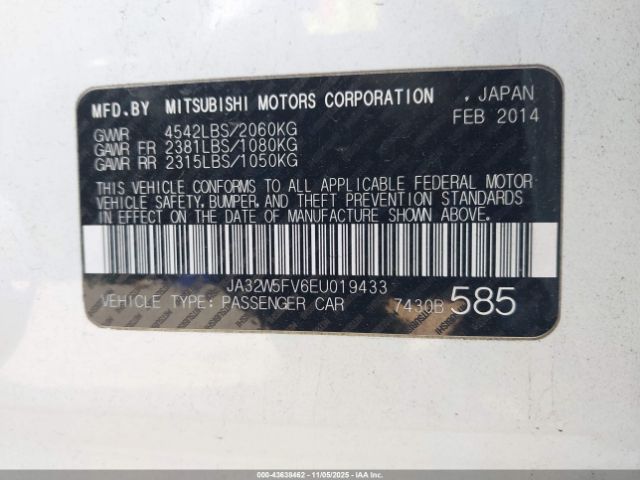 MFD.BY MITSUBISHI MOTORS CORPORATION , JAPAN
FEB 2014
GVWR 4542LBS/2060KG
GAWR FR 2381LBS/1080KG
GAWR RR 2315LBS/1050KG
THIS VEHICLE CONFORMS TO ALL APPLICABLE FEDERAL MOTOR
VEHICLE SAFETY, BUMPER, AND THEFT PREVENTION STANDARDS
IN EFFECT ON THE DATE OF MANUFACTURE SHOWN ABOVE.
JA32W5FV6EU019433
VEHICLE TYPE: PASSENGER CAR 7430B 585
000-43638462 - 11/05/2025 - IAAI.CA